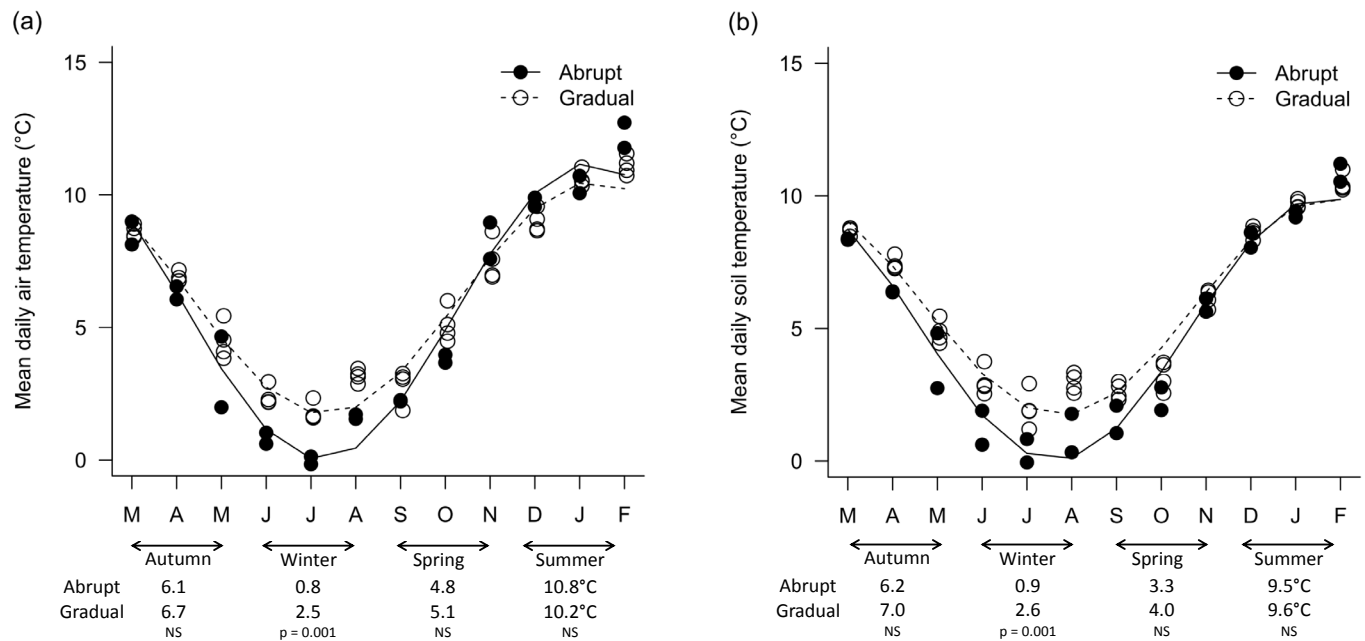 (a)
Mean daily air temperature (°C)
15
10
5
0
Abrupt
Gradual
M A M J J A S O N D J F
Autumn Winter Spring Summer
Abrupt 6.1 0.8 4.8 10.8°C
Gradual 6.7 2.5 5.1 10.2°C
NS p = 0.001 NS NS
(b)
Mean daily soil temperature (°C)
15
10
5
0
Abrupt
Gradual
M A M J J A S O N D J F
Autumn Winter Spring Summer
Abrupt 6.2 0.9 3.3 9.5°C
Gradual 7.0 2.6 4.0 9.6°C
NS p = 0.001 NS NS